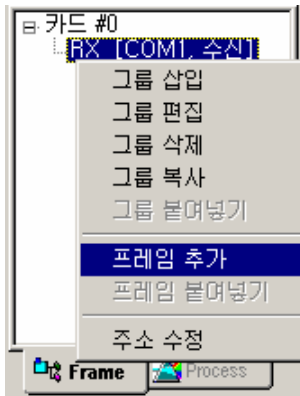 카드 #0
RX [COM1, 수신]
그룹 삽입
그룹 편집
그룹 삭제
그룹 복사
그룹 붙여넣기
프레임 추가
프레임 붙여넣기
주소 수정
Frame Process